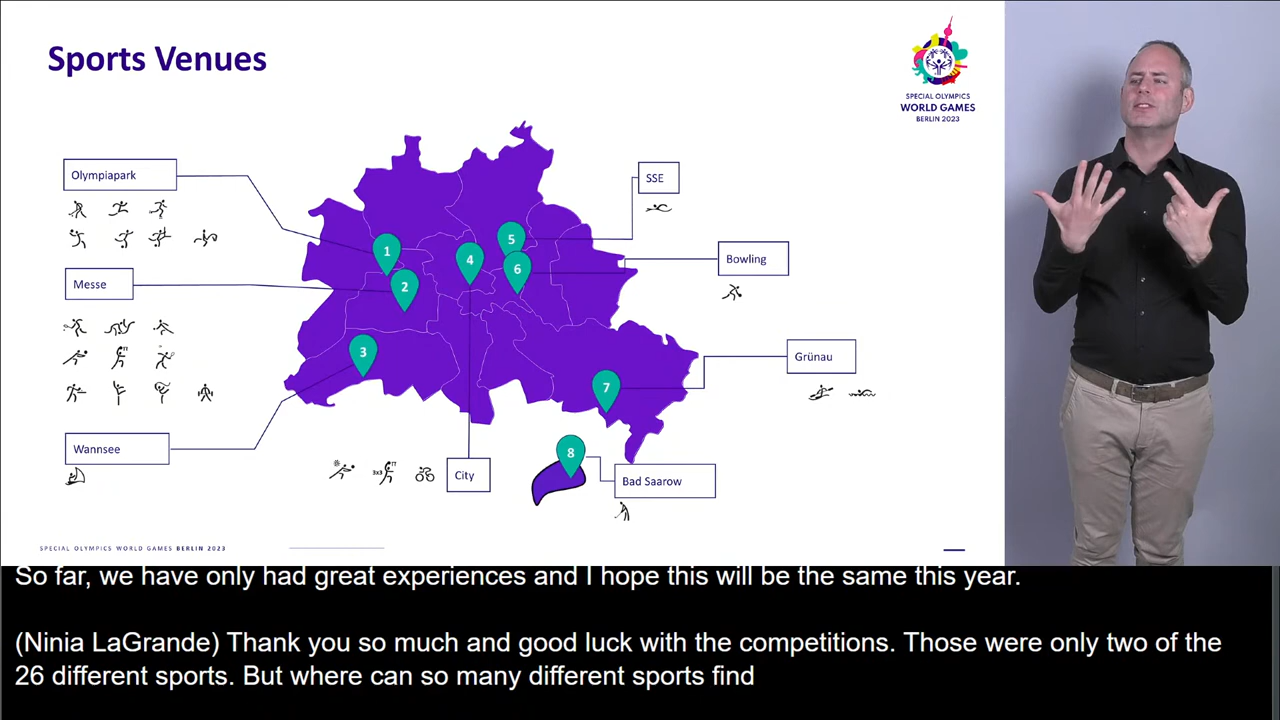 Sports Venues
SPECIAL OLYMPICS
WORLD GAMES
BERLIN 2023
Olympiapark
Messe
Wannsee
City
SSE
Bowling
Grünau
Bad Saarow
1
2
3
4
5
6
7
8
3x3
SPECIAL OLYMPICS WORLD GAMES BERLIN 2023
So far, we have only had great experiences and I hope this will be the same this year.
(Ninia LaGrande) Thank you so much and good luck with the competitions. Those were only two of the
26 different sports. But where can so many different sports find